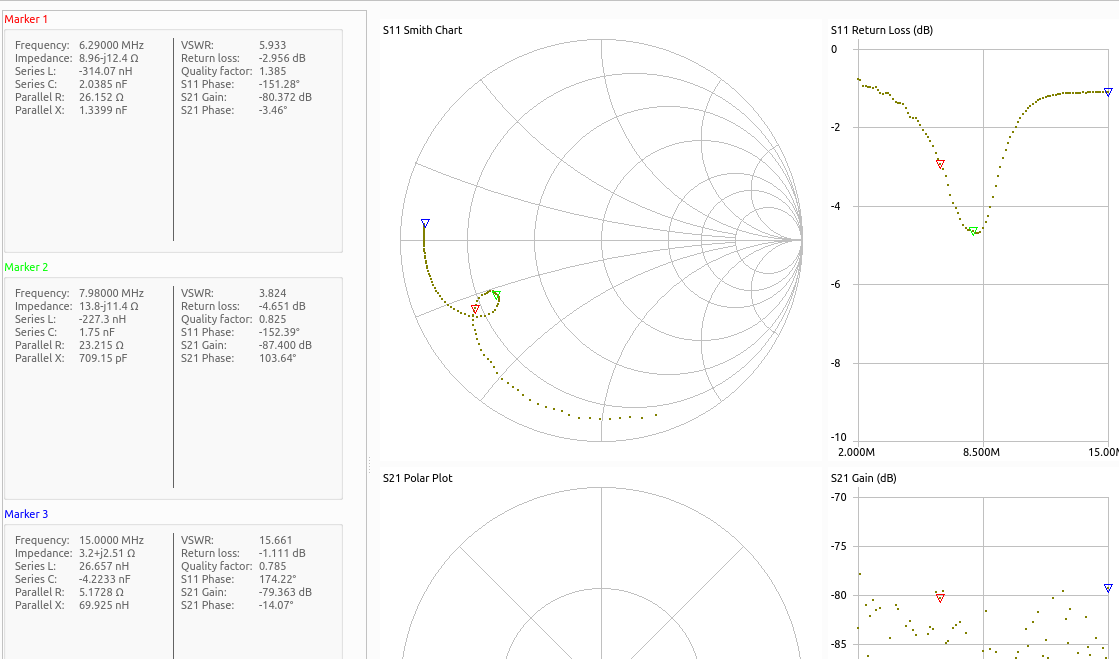 Marker 1
Frequency: 6.29000 MHz VSWR: 5.933
Impedance: 8.96-j12.4 Ω Return loss: -2.956 dB
Series L: -314.07 nH Quality factor: 1.385
Series C: 2.0385 nF S11 Phase: -151.28°
Parallel R: 26.152 Ω S21 Gain: -80.372 dB
Parallel X: 1.3399 nF S21 Phase: -3.46°
Marker 2
Frequency: 7.98000 MHz VSWR: 3.824
Impedance: 13.8-j11.4 Ω Return loss: -4.651 dB
Series L: -227.3 nH Quality factor: 0.825
Series C: 1.75 nF S11 Phase: -152.39°
Parallel R: 23.215 Ω S21 Gain: -87.400 dB
Parallel X: 709.15 pF S21 Phase: 103.64°
Marker 3
Frequency: 15.0000 MHz VSWR: 15.661
Impedance: 3.2+j2.51 Ω Return loss: -1.111 dB
Series L: 26.657 nH Quality factor: 0.785
Series C: -4.2233 nF S11 Phase: 174.22°
Parallel R: 5.1728 Ω S21 Gain: -79.363 dB
Parallel X: 69.925 nH S21 Phase: -14.07°
S11 Smith Chart
S11 Return Loss (dB)
0
-2
-4
-6
-8
-10
2.000M 8.500M 15.00M
S21 Polar Plot
S21 Gain (dB)
-70
-75
-80
-85